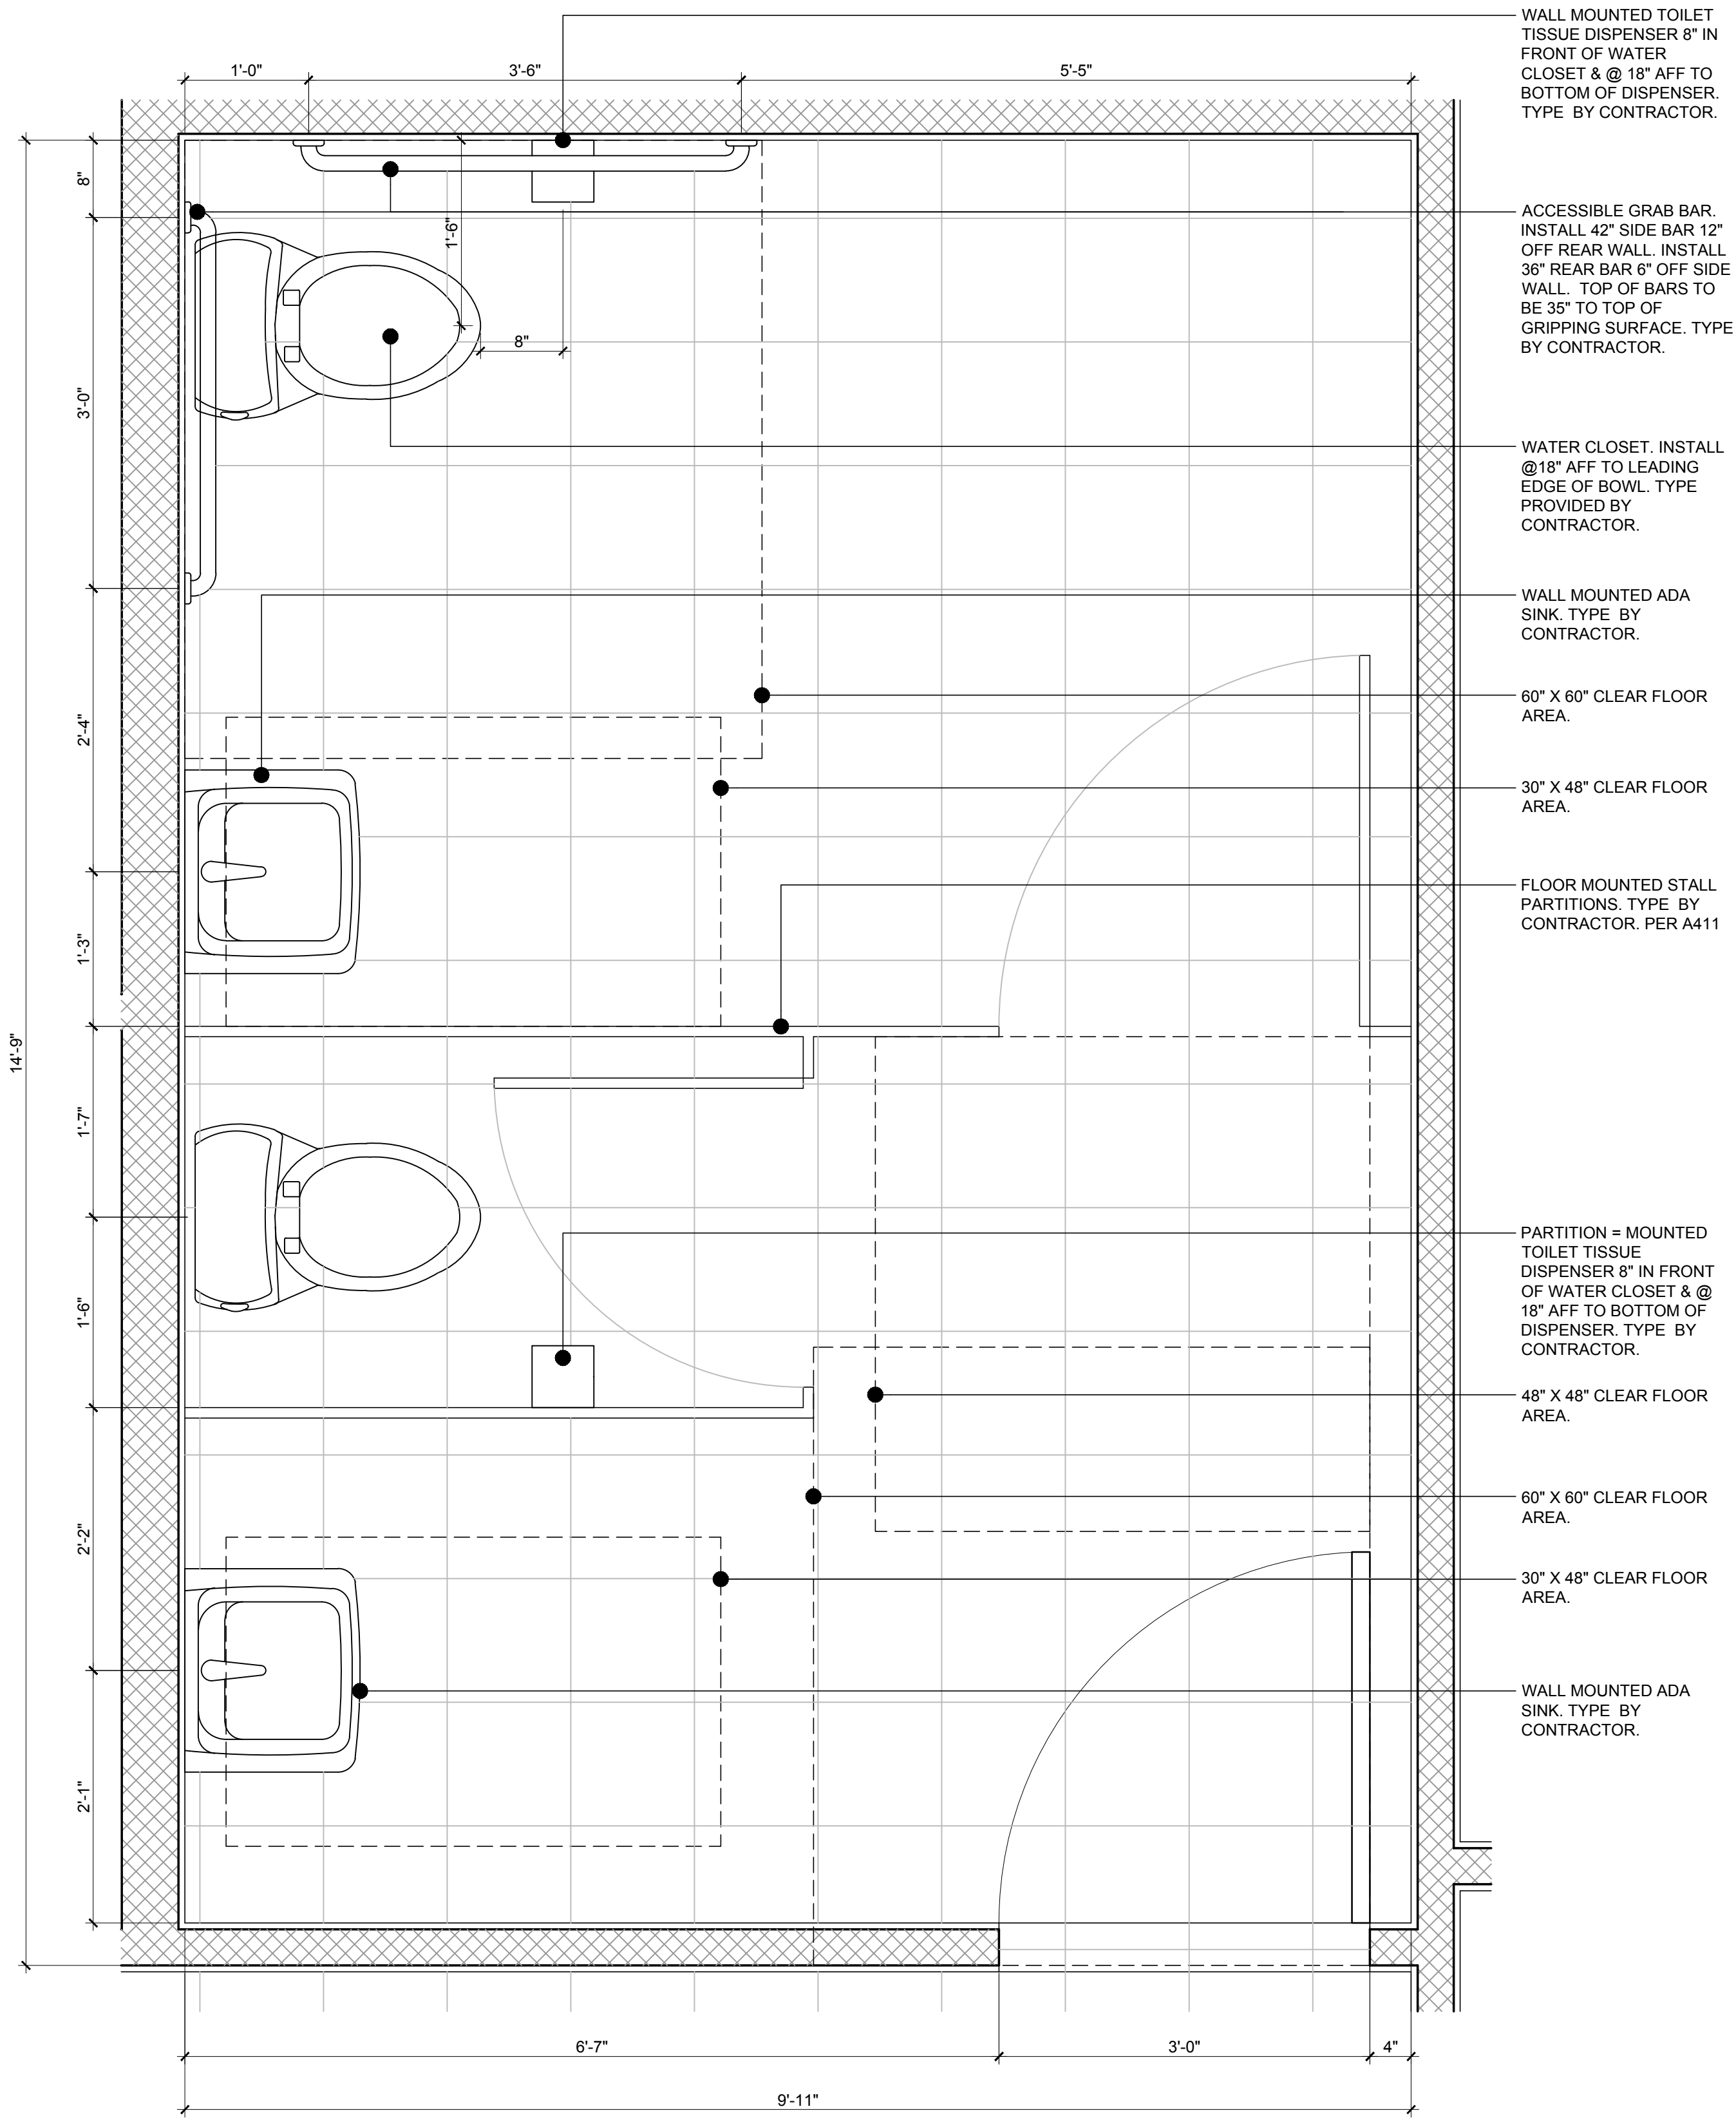 1'-0"
3'-6"
5'-5"
WALL MOUNTED TOILET
TISSUE DISPENSER 8" IN
FRONT OF WATER
CLOSET & @ 18" AFF TO
BOTTOM OF DISPENSER.
TYPE BY CONTRACTOR.
8"
1'-6"
ACCESSIBLE GRAB BAR.
INSTALL 42" SIDE BAR 12"
OFF REAR WALL. INSTALL
36" REAR BAR 6" OFF SIDE
WALL. TOP OF BARS TO
BE 35" TO TOP OF
GRIPPING SURFACE. TYPE
BY CONTRACTOR.
8"
3'-0"
WATER CLOSET. INSTALL
@18" AFF TO LEADING
EDGE OF BOWL. TYPE
PROVIDED BY
CONTRACTOR.
WALL MOUNTED ADA
SINK. TYPE BY
CONTRACTOR.
2'-4"
60" X 60" CLEAR FLOOR
AREA.
30" X 48" CLEAR FLOOR
AREA.
FLOOR MOUNTED STALL
PARTITIONS. TYPE BY
CONTRACTOR. PER A411
1'-3"
14'-9"
1'-7"
PARTITION = MOUNTED
TOILET TISSUE
DISPENSER 8" IN FRONT
OF WATER CLOSET & @
18" AFF TO BOTTOM OF
DISPENSER. TYPE BY
CONTRACTOR.
1'-6"
48" X 48" CLEAR FLOOR
AREA.
60" X 60" CLEAR FLOOR
AREA.
2'-2"
30" X 48" CLEAR FLOOR
AREA.
WALL MOUNTED ADA
SINK. TYPE BY
CONTRACTOR.
2'-1"
6'-7"
3'-0"
4"
9'-11"